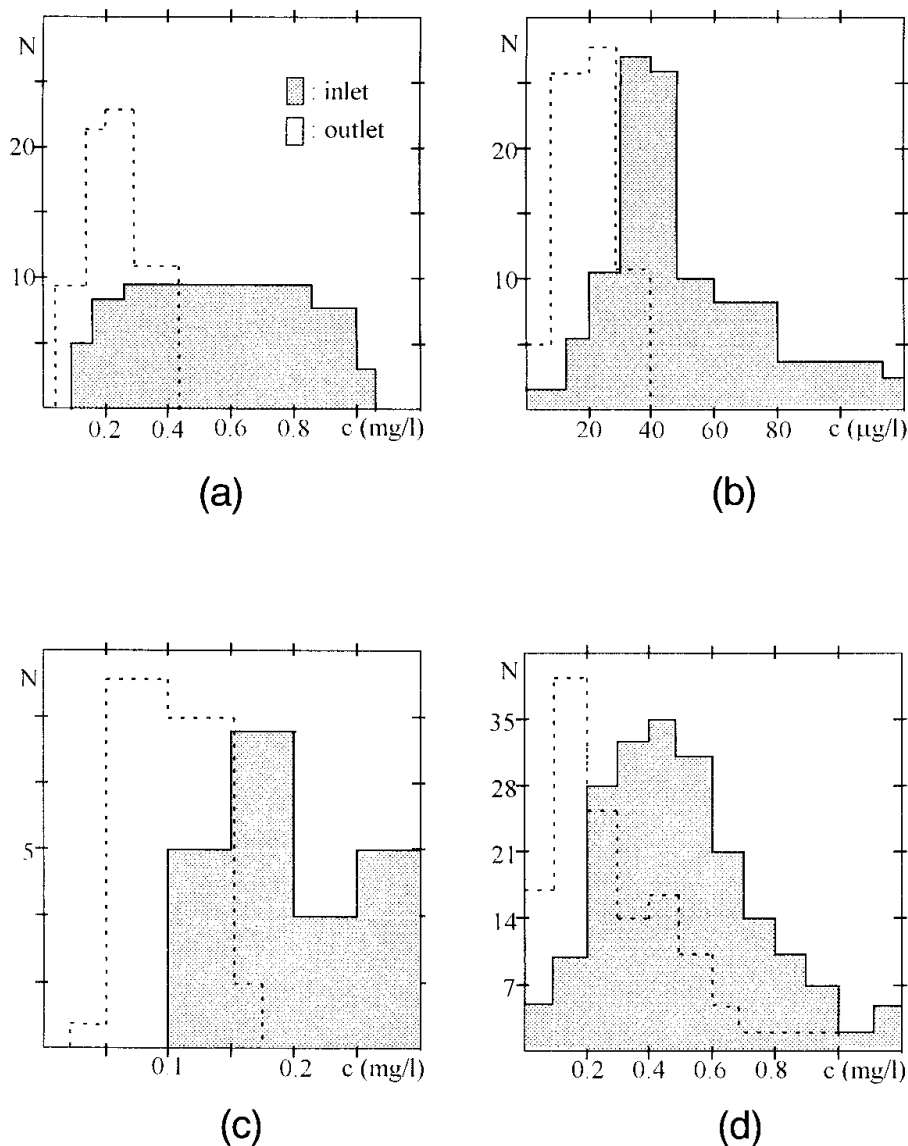 N
: inlet
: outlet
20
10
0.2 0.4 0.6 0.8 c (mg/l)
(a)
N
20
10
20 40 60 80 c (µg/l)
(b)
N
5
0.1 0.2 c (mg/l)
(c)
N
35
28
21
14
7
0.2 0.4 0.6 0.8 c (mg/l)
(d)